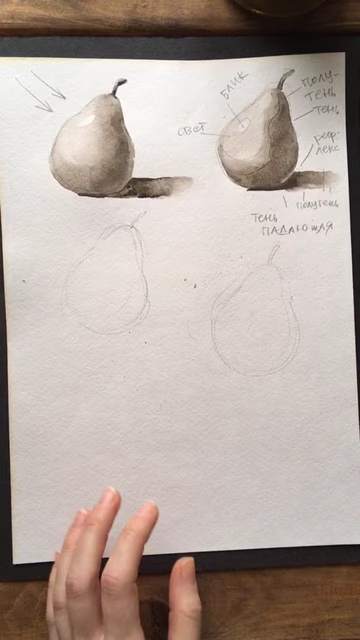 БЛИК
ПОЛУ-
ТЕНЬ
ТЕНЬ
СВЕТ
РЕФ-
ЛЕКС
ПОЛУТЕНЬ
ТЕНЬ
ПАДАЮЩАЯ